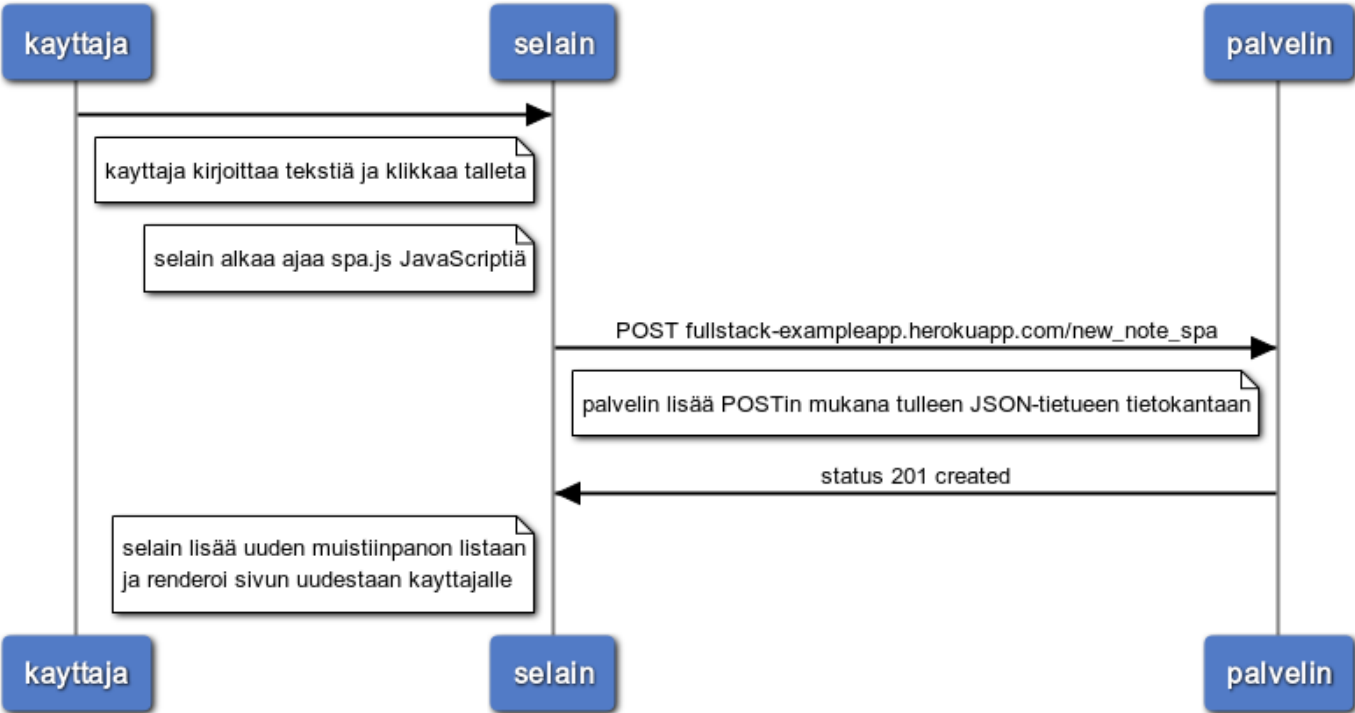 kayttaja
selain
palvelin
kayttaja kirjoittaa tekstiä ja klikkaa talleta
selain alkaa ajaa spa.js JavaScriptiä
POST fullstack-exampleapp.herokuapp.com/new_note_spa
palvelin lisää POSTin mukana tulleen JSON-tietueen tietokantaan
status 201 created
selain lisää uuden muistiinpanon listaan
ja renderoi sivun uudestaan kayttajalle
kayttaja
selain
palvelin